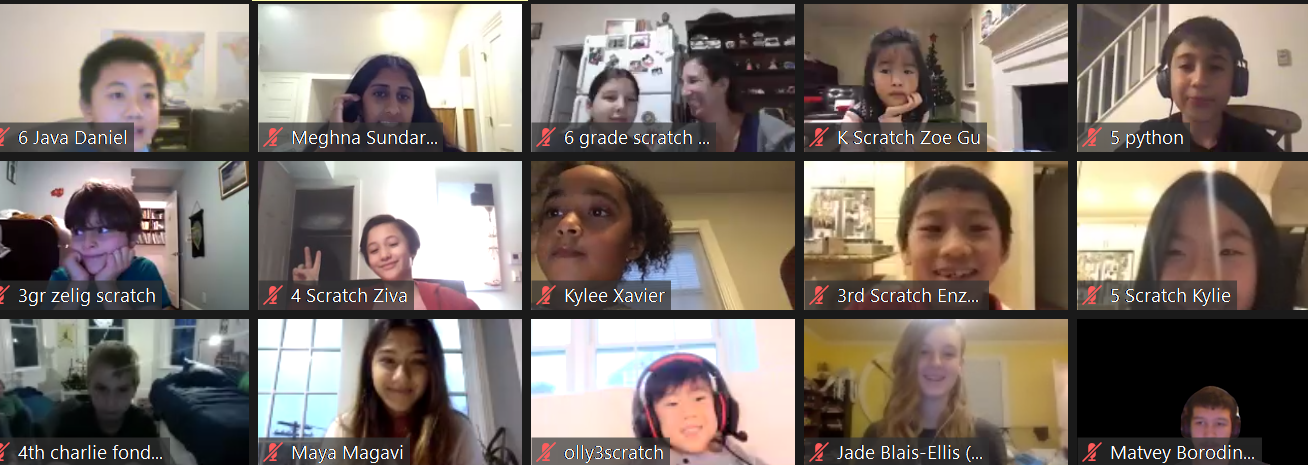 6 Java Daniel
Meghna Sundar...
6 grade scratch ...
K Scratch Zoe Gu
5 python
3gr zelig scratch
4 Scratch Ziva
Kylee Xavier
3rd Scratch Enz...
5 Scratch Kylie
4th charlie fond...
Maya Magavi
olly3scratch
Jade Blais-Ellis (...
Matvey Borodin...